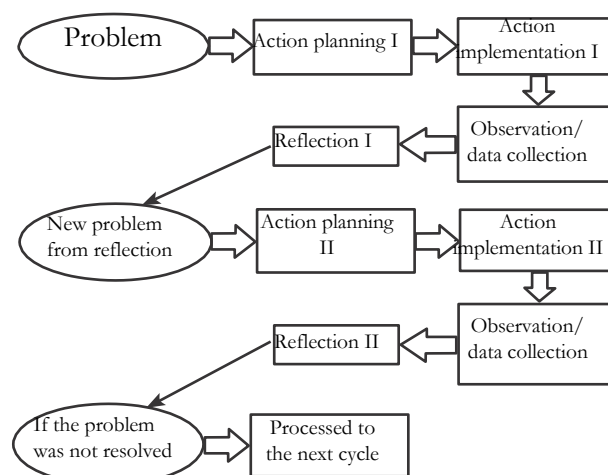 Problem
Action planning I
Action
implementation I
Observation/
data collection
Reflection I
New problem
from reflection
Action planning
II
Action
implementation II
Observation/
data collection
Reflection II
If the problem
was not resolved
Processed to
the next cycle